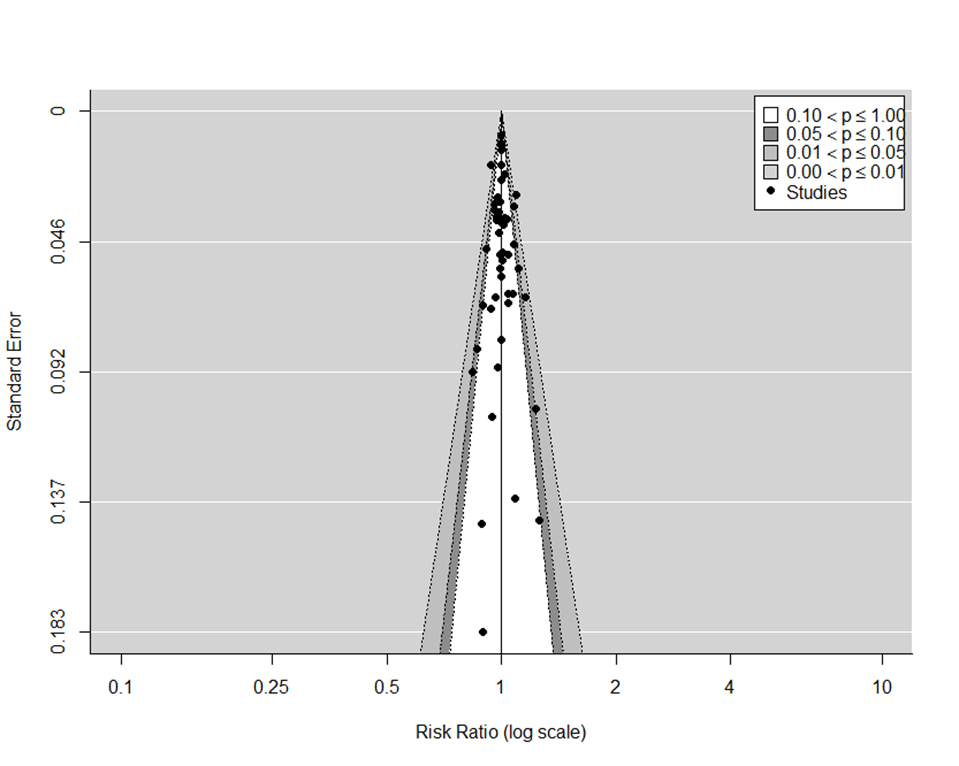 0.10 < p ≤ 1.00
0.05 < p ≤ 0.10
0.01 < p ≤ 0.05
0.00 < p ≤ 0.01
Studies
Standard Error
0
0.046
0.092
0.137
0.183
0.1 0.25 0.5 1 2 4 10
Risk Ratio (log scale)